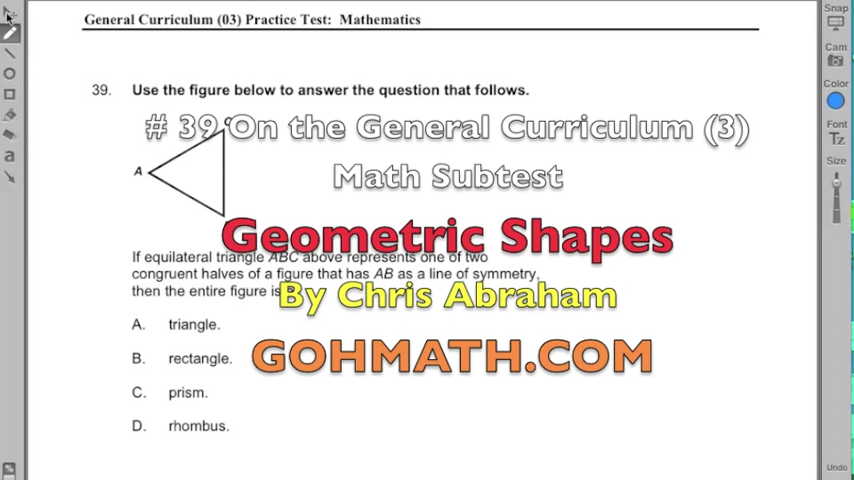 General Curriculum (03) Practice Test: Mathematics
Snap
Cam
Color
Font
Tz
Size
39. Use the figure below to answer the question that follows.
# 39 On the General Curriculum (3)
C
A
Math Subtest
Geometric Shapes
If equilateral triangle ABC above represents one of two
congruent halves of a figure that has AB as a line of symmetry,
then the entire figure is
By Chris Abraham
A. triangle.
B. rectangle.
GOHMATH.COM
C. prism.
D. rhombus.
a
Undo